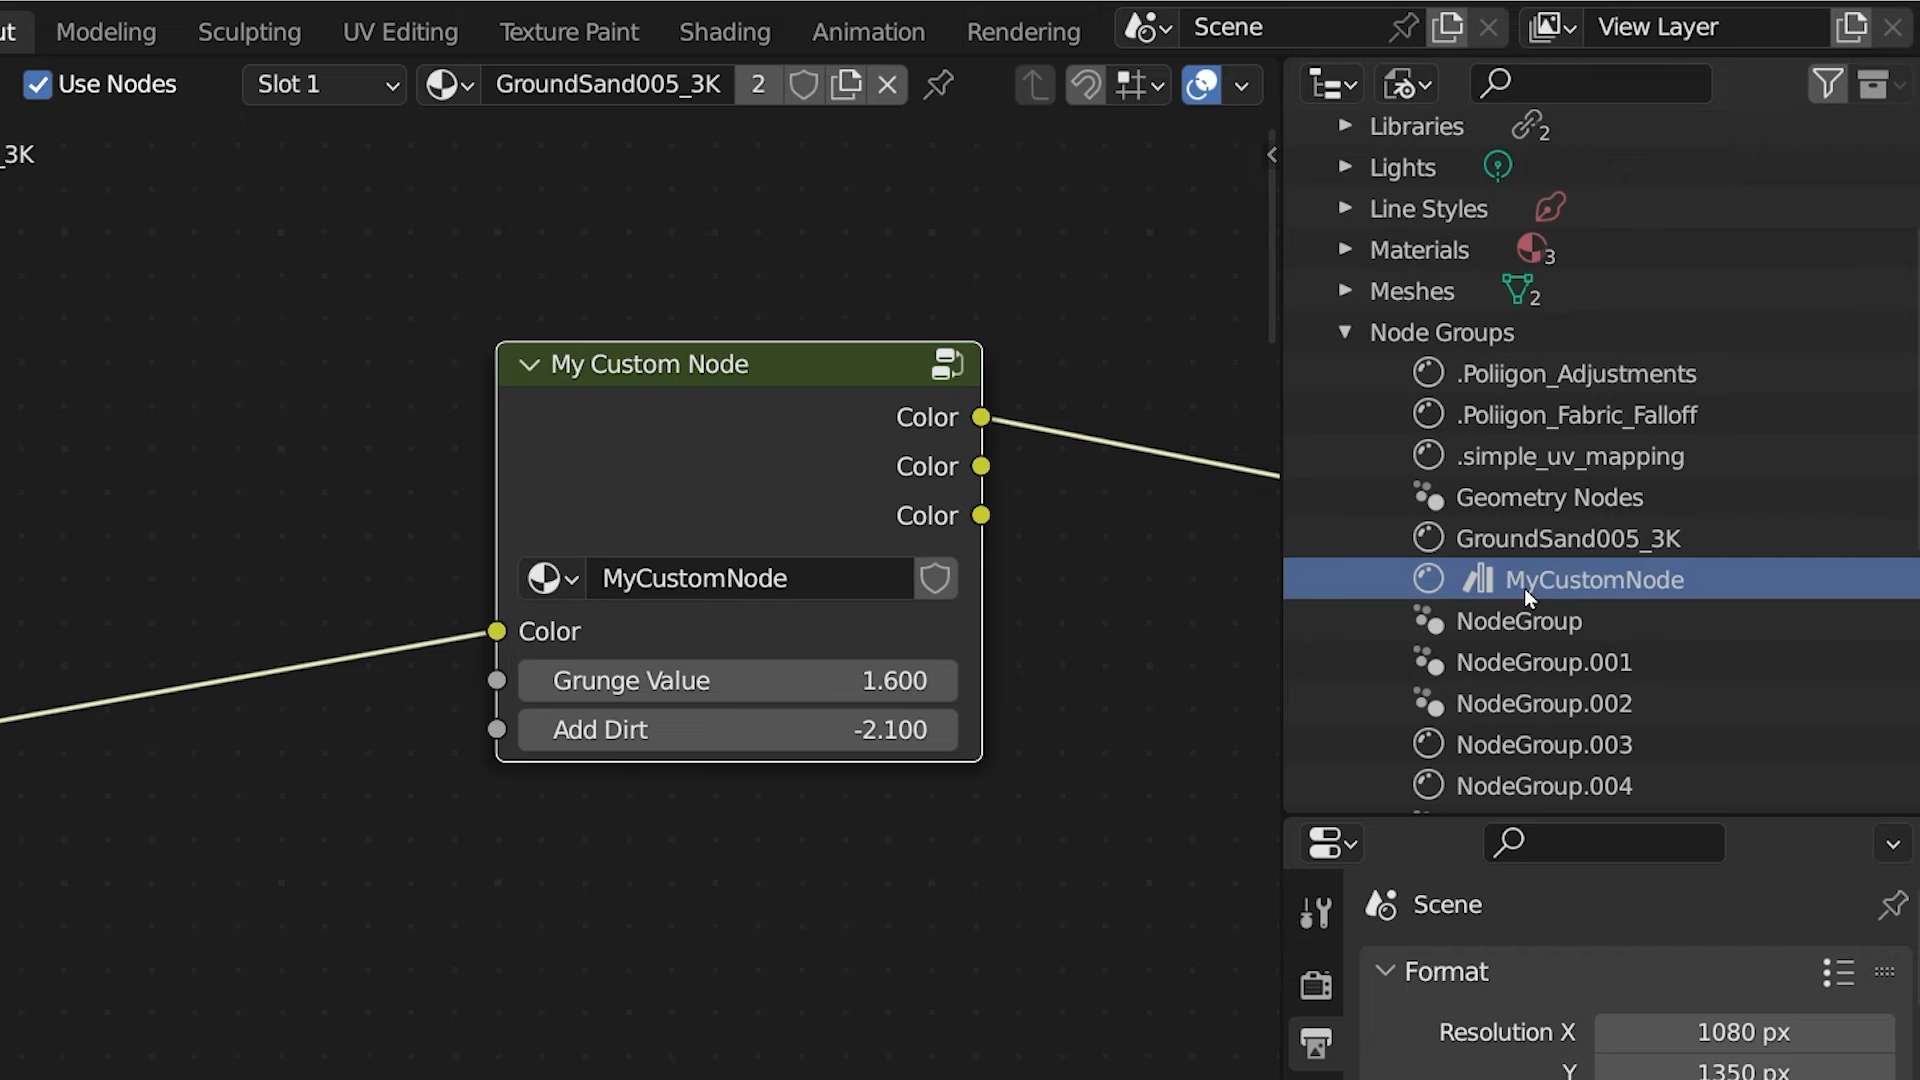 ut Modeling Sculpting UV Editing Texture Paint Shading Animation Rendering Scene View Layer
Use Nodes Slot 1 GroundSand005_3K 2
_3K
My Custom Node
Color
Color
Color
MyCustomNode
Color
Grunge Value 1.600
Add Dirt -2.100
Libraries 2
Lights
Line Styles
Materials 3
Meshes 2
Node Groups
.Poliigon_Adjustments
.Poliigon_Fabric_Falloff
.simple_uv_mapping
Geometry Nodes
GroundSand005_3K
MyCustomNode
NodeGroup
NodeGroup.001
NodeGroup.002
NodeGroup.003
NodeGroup.004
Scene
Format
Resolution X 1080 px
Y 1350 px